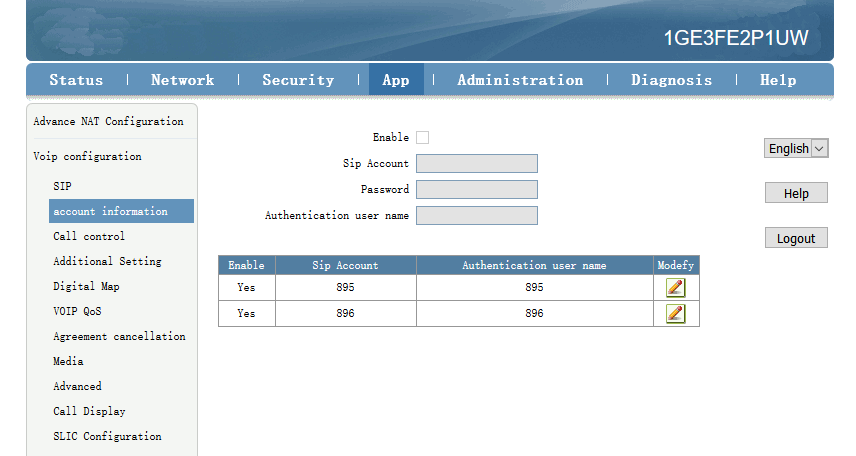 1GE3FE2P1UW
Status Network Security App Administration Diagnosis Help
Advance NAT Configuration
Voip configuration
SIP
account information
Call control
Additional Setting
Digital Map
VOIP QoS
Agreement cancellation
Media
Advanced
Call Display
SLIC Configuration
Enable
Sip Account
Password
Authentication user name
Enable Sip Account Authentication user name Modefy
Yes 895 895
Yes 896 896
English
Help
Logout